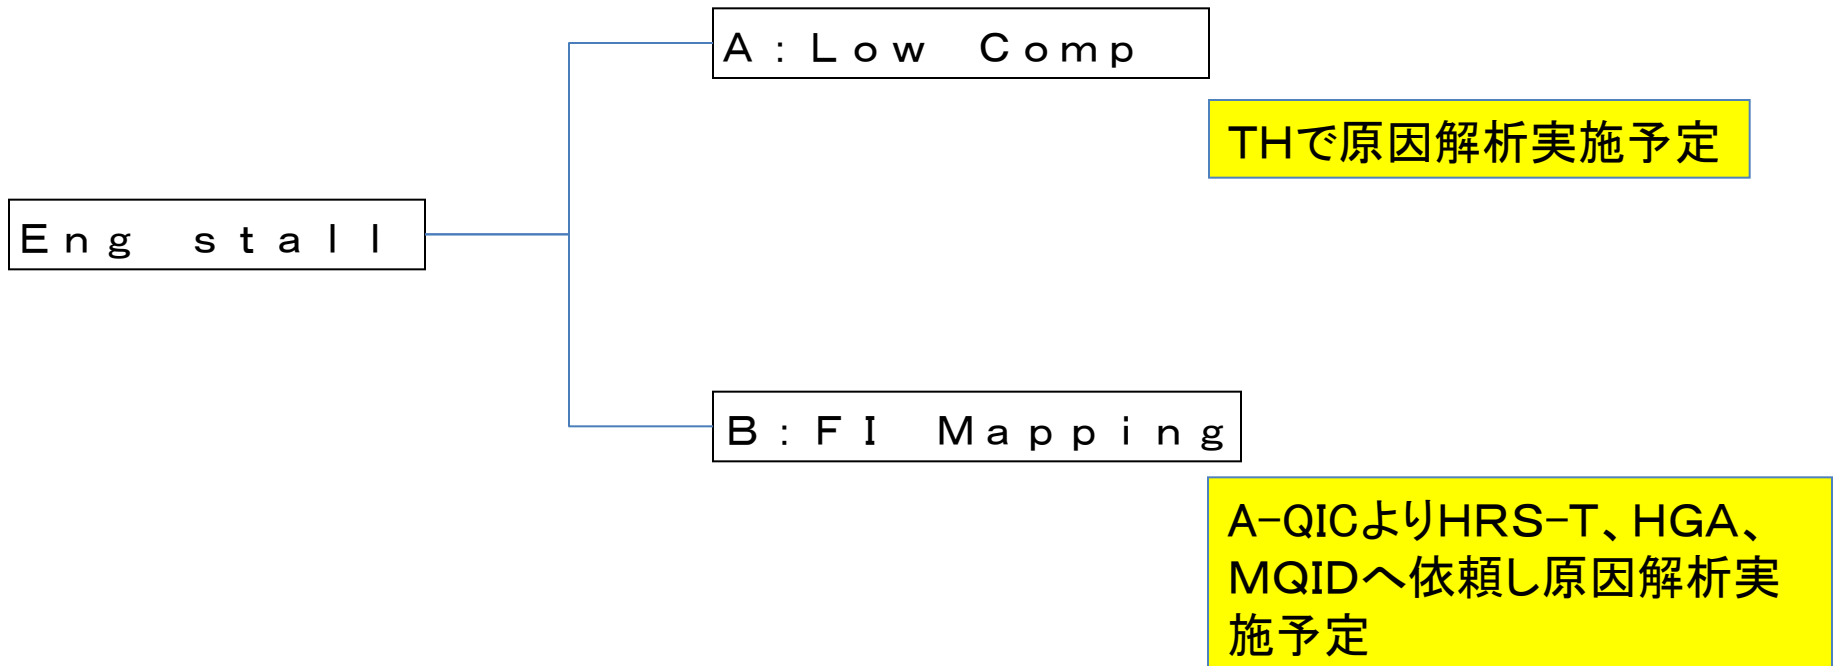 Ａ：Ｌｏｗ　Ｃｏｍｐ
ＴＨで原因解析実施予定
Ｅｎｇ　ｓｔａｌｌ
Ｂ：ＦＩ　Ｍａｐｐｉｎｇ
A-QICよりＨＲＳ-Ｔ、ＨＧＡ、
ＭＱＩＤへ依頼し原因解析実
施予定